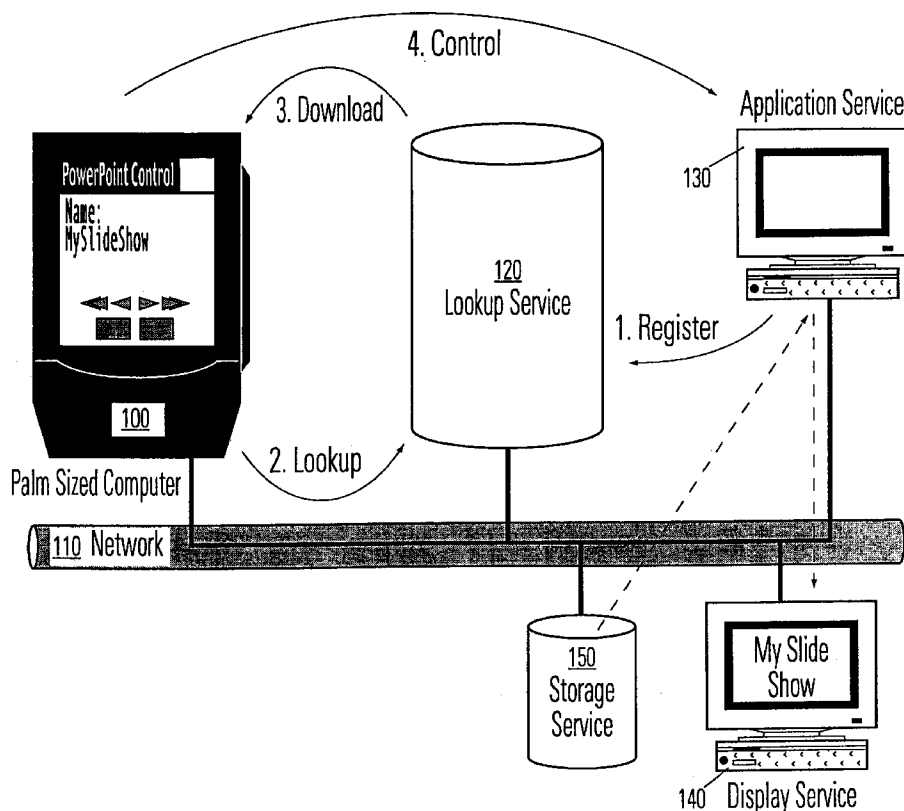 4. Control
3. Download
Application Service
130
PowerPoint Control
Name:
MySlideShow
120
Lookup Service
1. Register
100
2. Lookup
Palm Sized Computer
110 Network
150
Storage
Service
My Slide
Show
140
Display Service